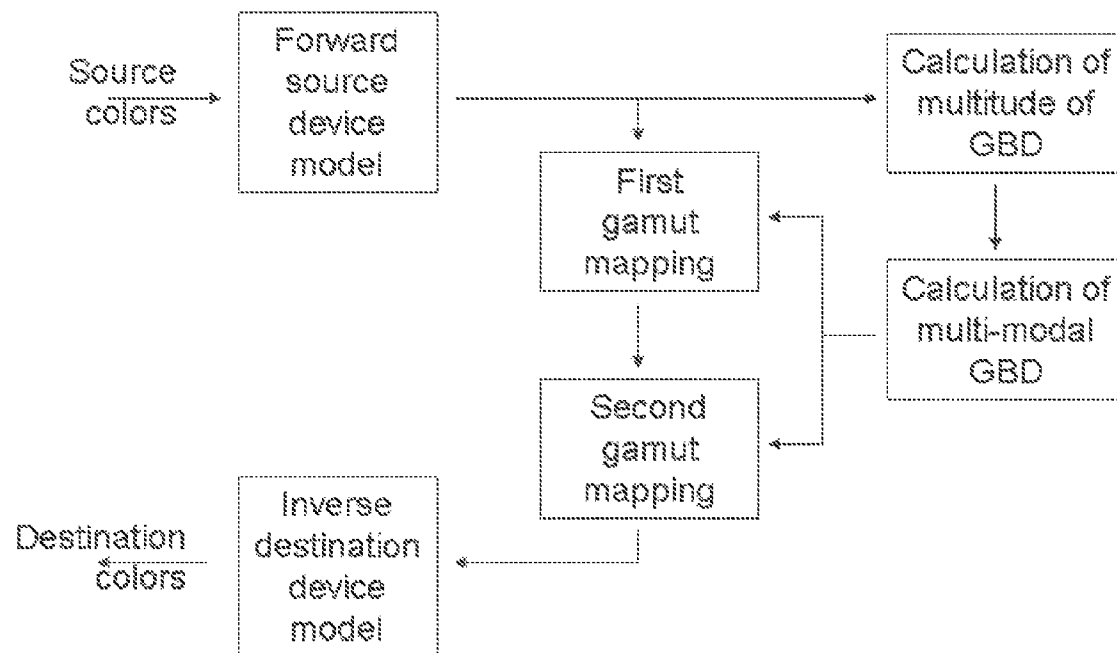 Source
colors
Forward
source
device
model
Calculation of
multitude of
GBD
First
gamut
mapping
Calculation of
multi-modal
GBD
Second
gamut
mapping
Inverse
destination
device
model
Destination
colors